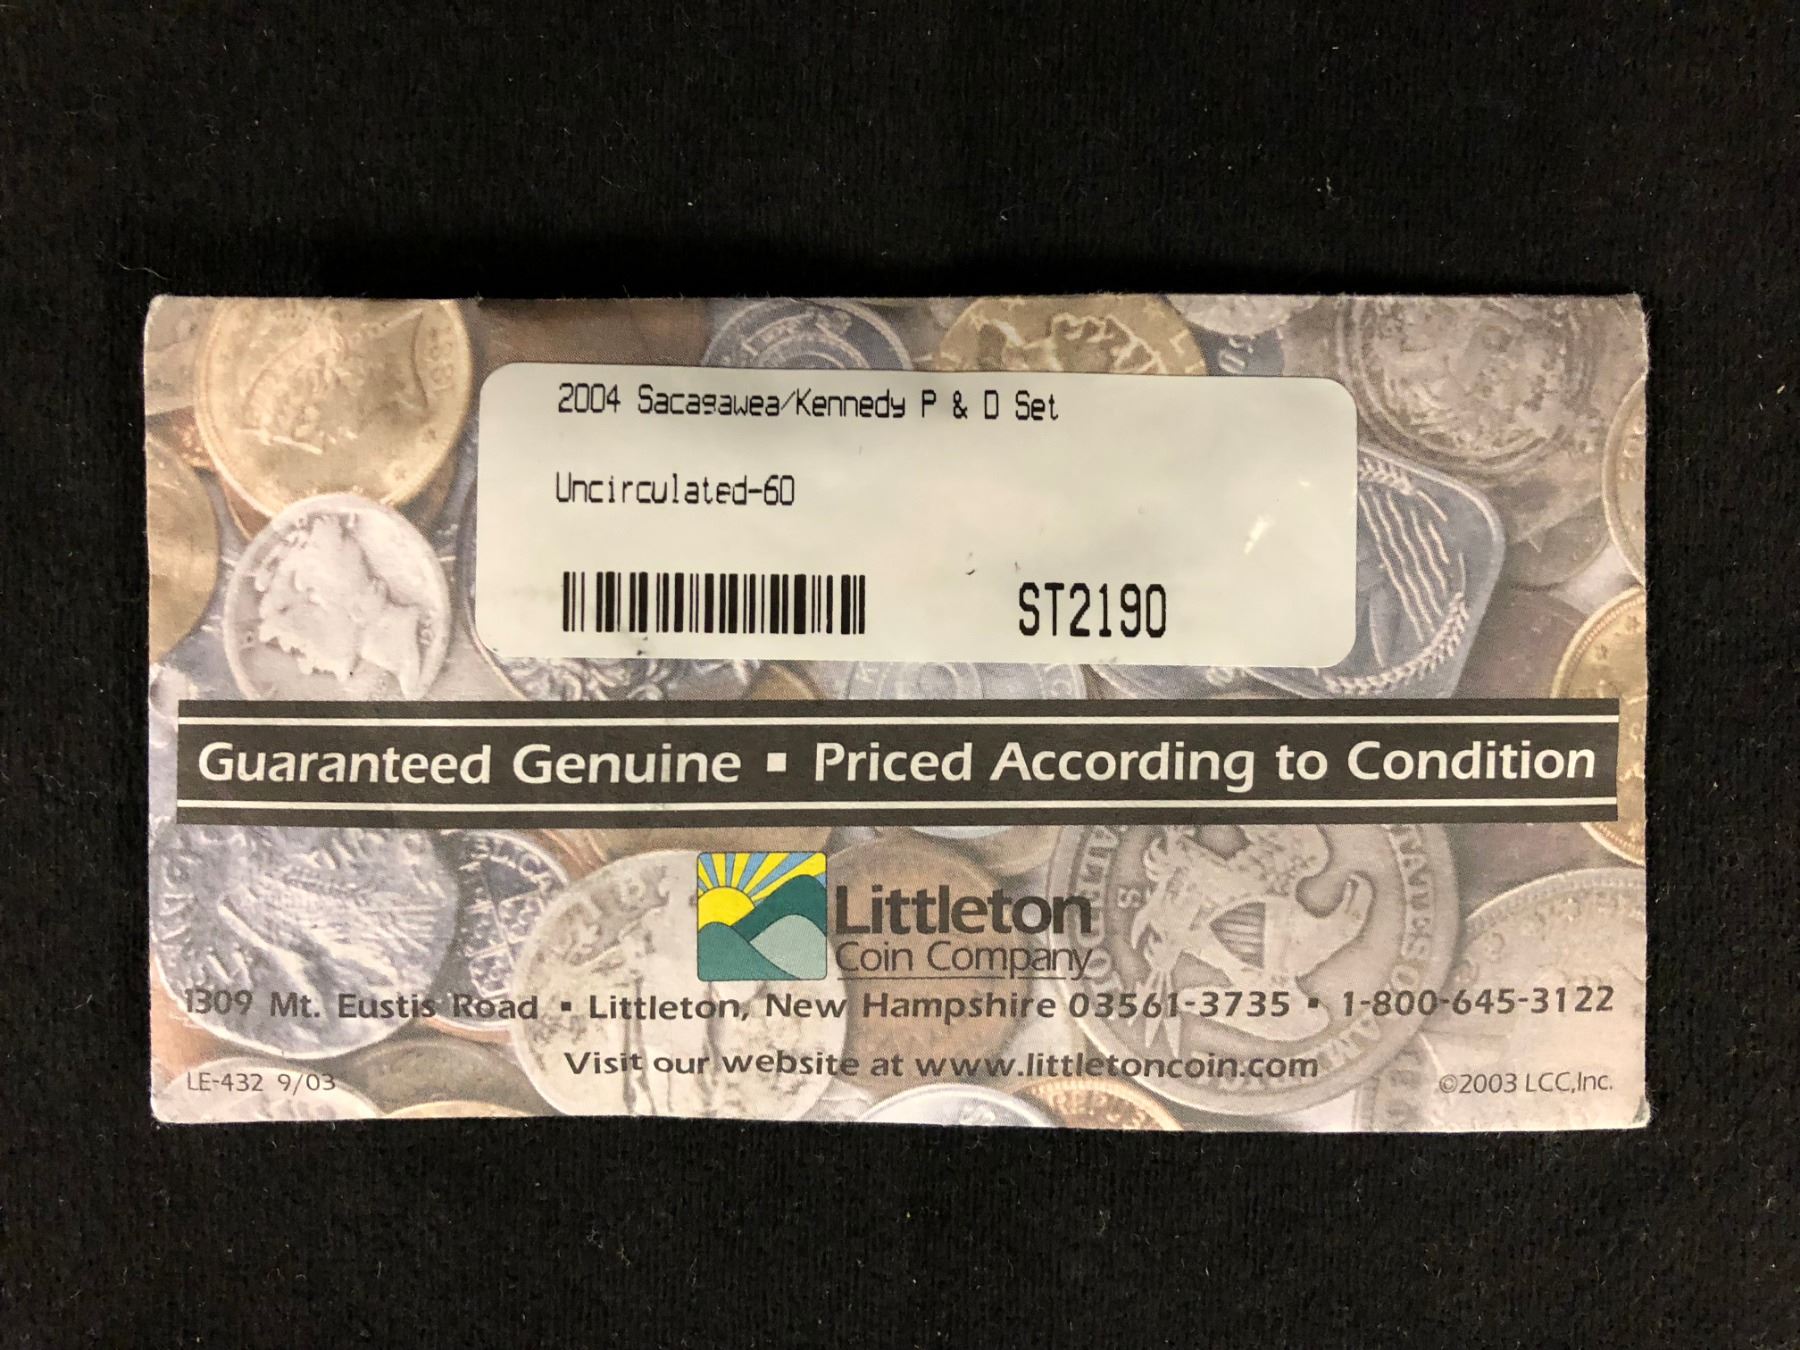 2004 Sacagawea/Kennedy P & D Set
Uncirculated-60
ST2190
Guaranteed Genuine ▪ Priced According to Condition
Littleton
Coin Company
1309 Mt. Eustis Road ▪ Littleton, New Hampshire 03561-3735 ▪ 1-800-645-3122
Visit our website at www.littletoncoin.com
LE-432 9/03
©2003 LCC,Inc.